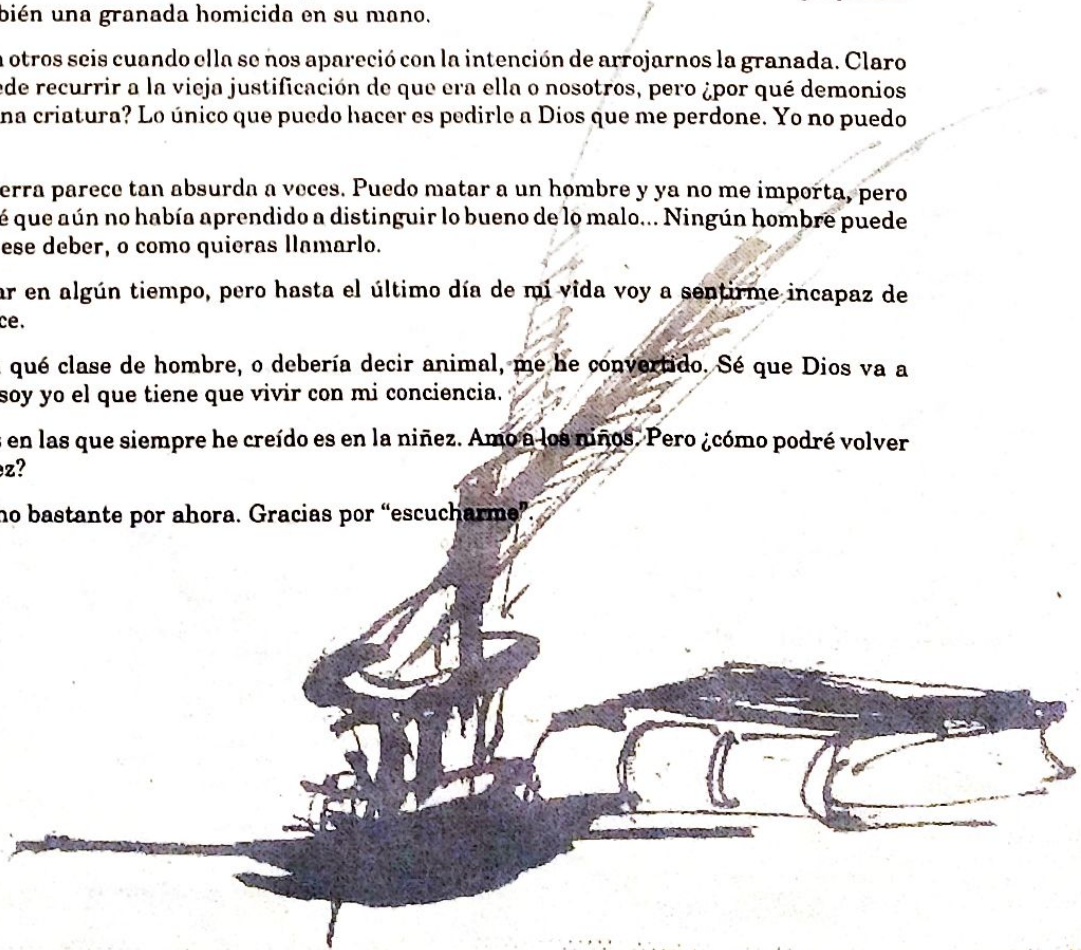 bién una granada homicida en su mano.
otros seis cuando ella se nos apareció con la intención de arrojarnos la granada. Claro
ede recurrir a la vieja justificación de que era ella o nosotros, pero ¿por qué demonios
na criatura? Lo único que puedo hacer es pedirle a Dios que me perdone. Yo no puedo
erra parece tan absurda a veces. Puedo matar a un hombre y ya no me importa, pero
é que aún no había aprendido a distinguir lo bueno de lo malo... Ningún hombre puede
ese deber, o como quieras llamarlo.
ar en algún tiempo, pero hasta el último día de mi vida voy a sentirme incapaz de
ce.
qué clase de hombre, o debería decir animal, me he convertido. Sé que Dios va a
soy yo el que tiene que vivir con mi conciencia.
en las que siempre he creído es en la niñez. Amo a los niños. Pero ¿cómo podré volver
ez?
no bastante por ahora. Gracias por “escucharme”.